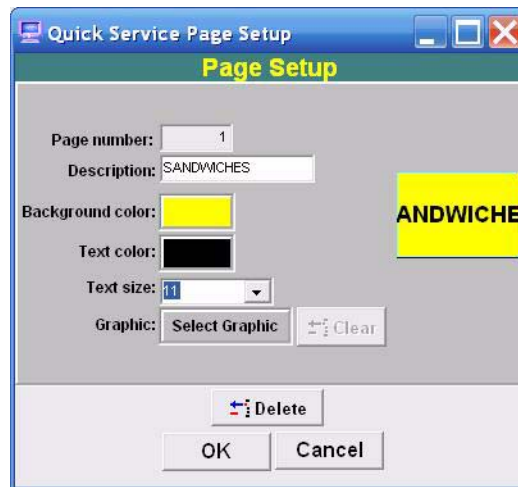 Quick Service Page Setup
Page Setup
Page number: 1
Description: SANDWICHES
Background color:
ANDWICHE
Text color:
Text size: 11
Graphic: Select Graphic Clear
Delete
OK Cancel